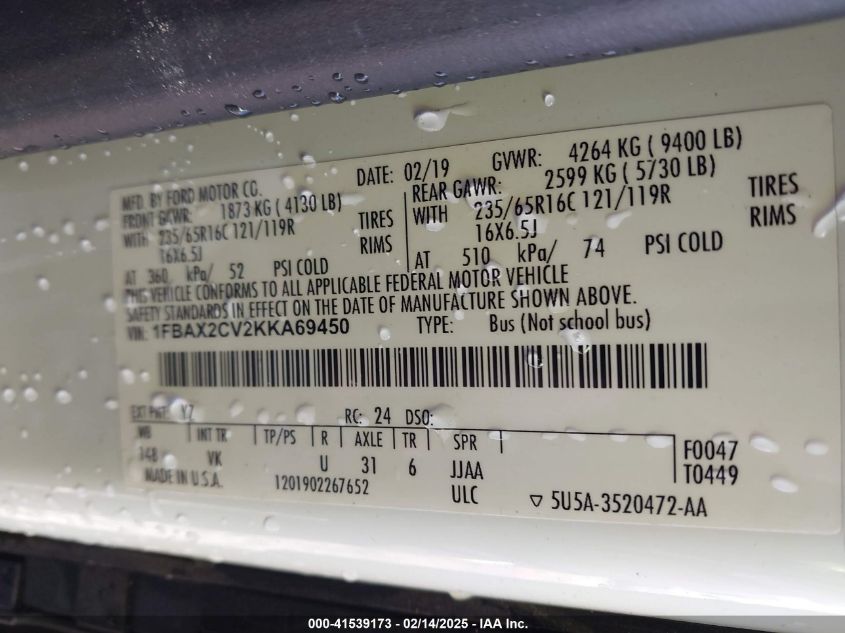 MFD. BY FORD MOTOR CO. DATE: 02/19 GVWR: 4264 KG ( 9400 LB)
FRONT GCWR: 1873 KG ( 4130 LB) REAR GAWR: 2599 KG ( 5730 LB)
WITH 235/65R16C 121/119R TIRES WITH 235/65R16C 121/119R TIRES
16X6.5J RIMS 16X6.5J RIMS
AT 360 kPa/ 52 PSI COLD AT 510 kPa/ 74 PSI COLD
THIS VEHICLE CONFORMS TO ALL APPLICABLE FEDERAL MOTOR VEHICLE
SAFETY STANDARDS IN EFFECT ON THE DATE OF MANUFACTURE SHOWN ABOVE.
VIN: 1FBAX2CV2KKA69450 TYPE: Bus (Not school bus)
EXT PNT: YZ RC: 24 DSO:
WB INT TR TP/PS R AXLE TR SPR F0047
148 VK U 31 6 JJAA T0449
MADE IN U.S.A. 1201902267652 ULC ▽ 5U5A-3520472-AA
000-41539173 - 02/14/2025 - IAA Inc.